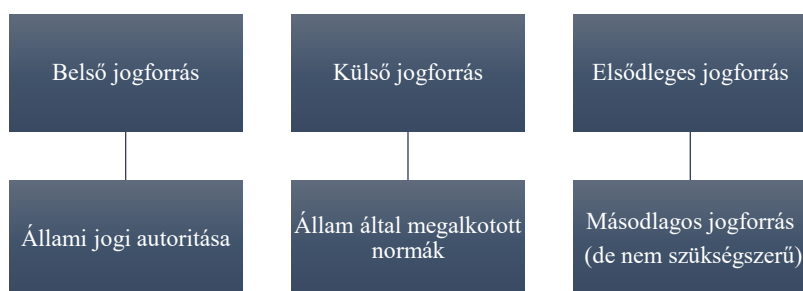 Belső jogforrás
Külső jogforrás
Elsődleges jogforrás
Állami jogi autoritása
Állam által megalkotott
normák
Másodlagos jogforrás
(de nem szükségszerű)